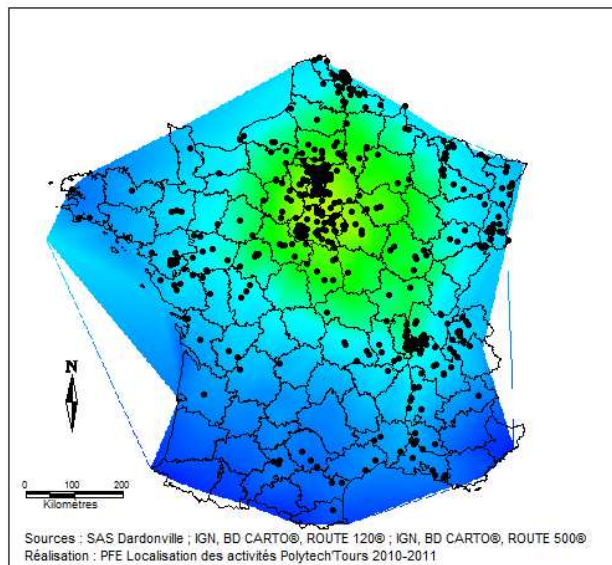 N
0 100 200
Kilomètres
Sources : SAS Dardonville ; IGN, BD CARTO®, ROUTE 120® ; IGN, BD CARTO®, ROUTE 500®
Réalisation : PFE Localisation des activités Polytech'Tours 2010-2011